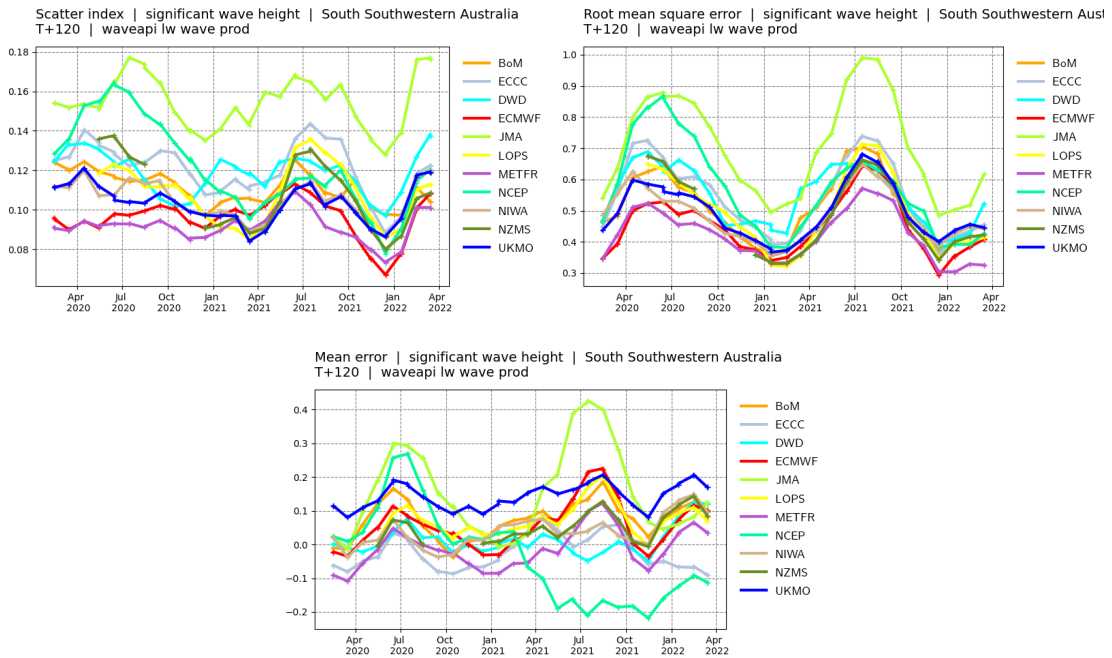 Scatter index | significant wave height | South Southwestern Australia
T+120 | waveapi lw wave prod
0.18
0.16
0.14
0.12
0.10
0.08
Apr 2020
Jul 2020
Oct 2020
Jan 2021
Apr 2021
Jul 2021
Oct 2021
Jan 2022
Apr 2022
BoM
ECCC
DWD
ECMWF
JMA
LOPS
METFR
NCEP
NIWA
NZMS
UKMO
Root mean square error | significant wave height | South Southwestern Aust
T+120 | waveapi lw wave prod
1.0
0.9
0.8
0.7
0.6
0.5
0.4
0.3
Apr 2020
Jul 2020
Oct 2020
Jan 2021
Apr 2021
Jul 2021
Oct 2021
Jan 2022
Apr 2022
BoM
ECCC
DWD
ECMWF
JMA
LOPS
METFR
NCEP
NIWA
NZMS
UKMO
Mean error | significant wave height | South Southwestern Australia
T+120 | waveapi lw wave prod
0.4
0.3
0.2
0.1
0.0
−0.1
−0.2
Apr 2020
Jul 2020
Oct 2020
Jan 2021
Apr 2021
Jul 2021
Oct 2021
Jan 2022
Apr 2022
BoM
ECCC
DWD
ECMWF
JMA
LOPS
METFR
NCEP
NIWA
NZMS
UKMO